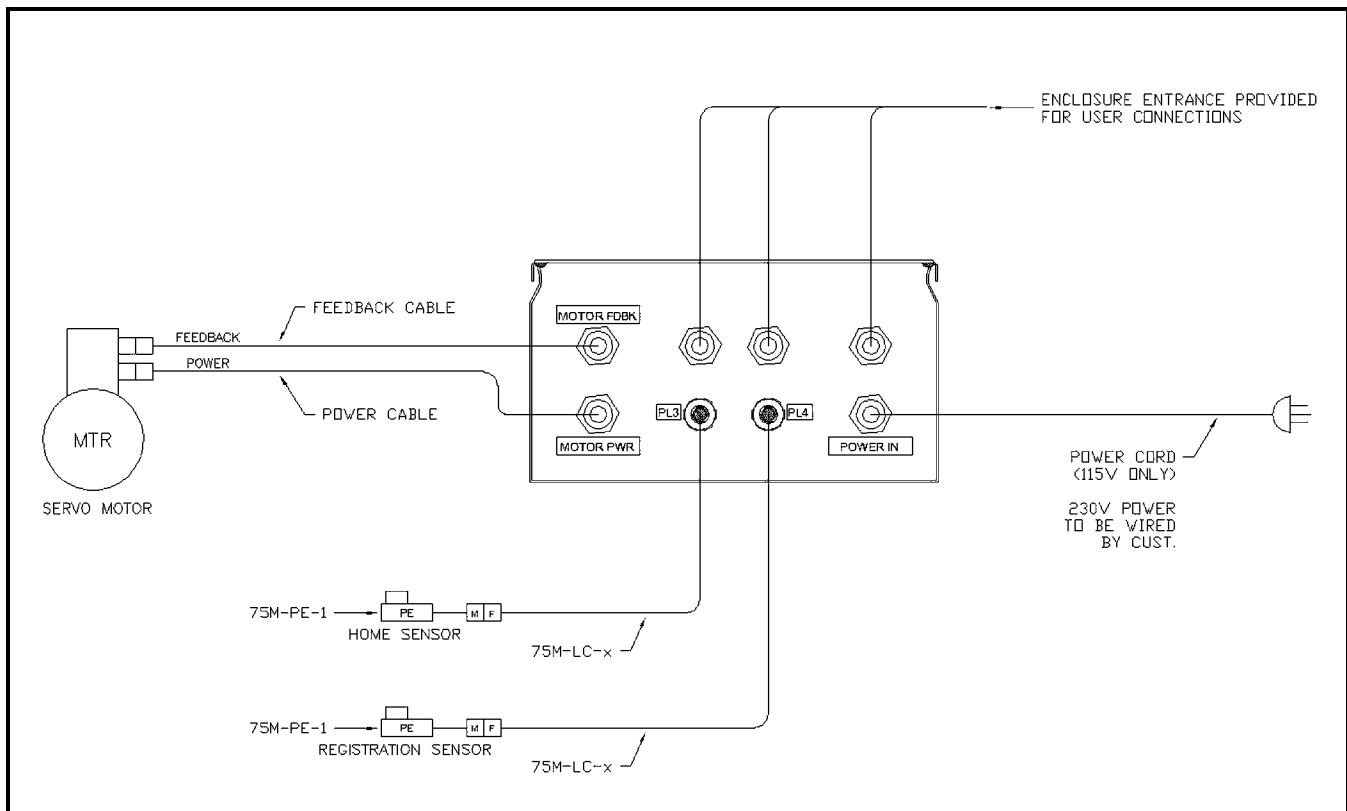 ENCLOSURE ENTRANCE PROVIDED
FOR USER CONNECTIONS
FEEDBACK CABLE
MOTOR FDBK
FEEDBACK
POWER
POWER CABLE
PL3
PL4
MTR
MOTOR PWR
POWER IN
POWER CORD
(115V ONLY)
SERVO MOTOR
230V POWER
TO BE WIRED
BY CUST.
75M-PE-1
PE
M F
HOME SENSOR
75M-LC-x
75M-PE-1
PE
M F
REGISTRATION SENSOR
75M-LC-x